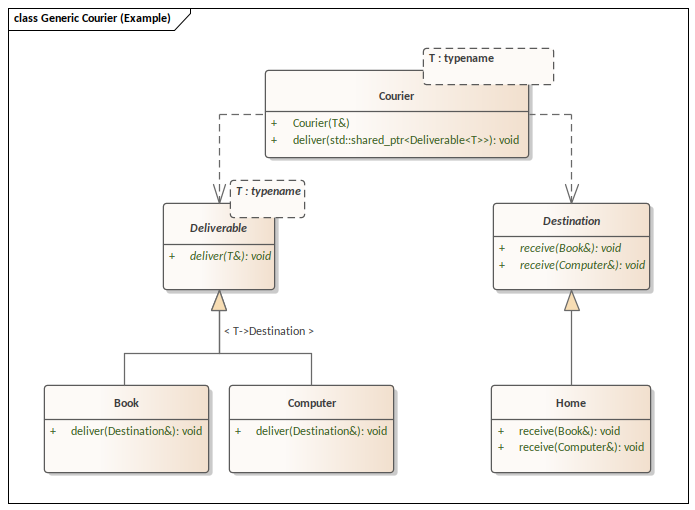 class Generic Courier (Example)
T : typename
Courier
+ Courier(T&)
+ deliver(std::shared_ptr<Deliverable<T>>): void
T : typename
Deliverable
+ deliver(T&): void
Destination
+ receive(Book&): void
+ receive(Computer&): void
< T->Destination >
Book
+ deliver(Destination&): void
Computer
+ deliver(Destination&): void
Home
+ receive(Book&): void
+ receive(Computer&): void